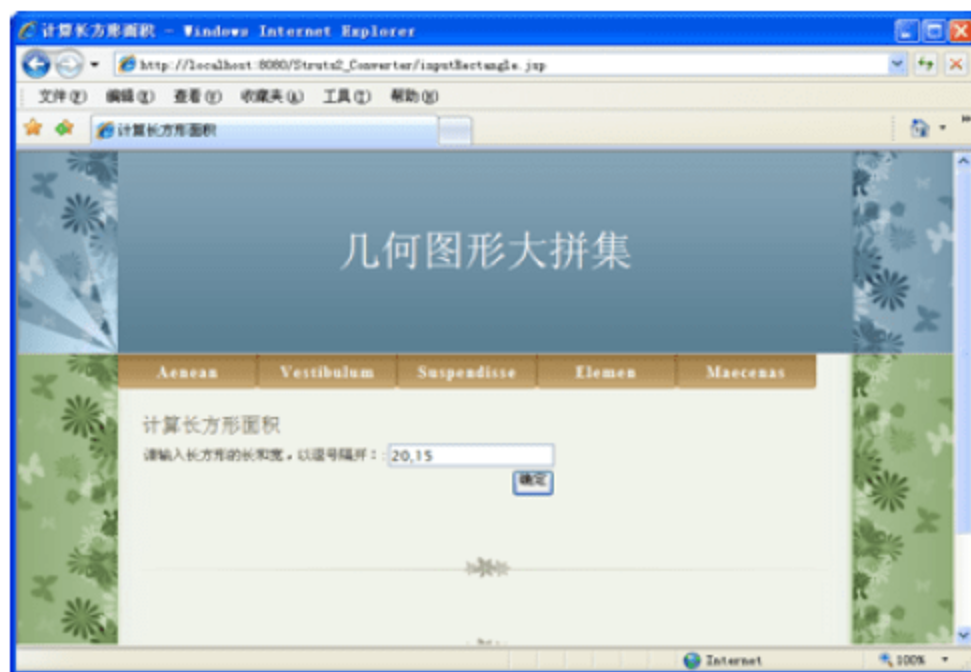 计算长方形面积 - Windows Internet Explorer
http://localhost:8080/Struts2_Converter/inputRectangle.jsp
文件(F) 编辑(E) 查看(V) 收藏夹(A) 工具(T) 帮助(H)
计算长方形面积
几何图形大拼集
Aenean Vestibulum Suspendisse Elemen Maecenas
计算长方形面积
请输入长方形的长和宽,以逗号隔开: 20,15
确定
Internet 100%